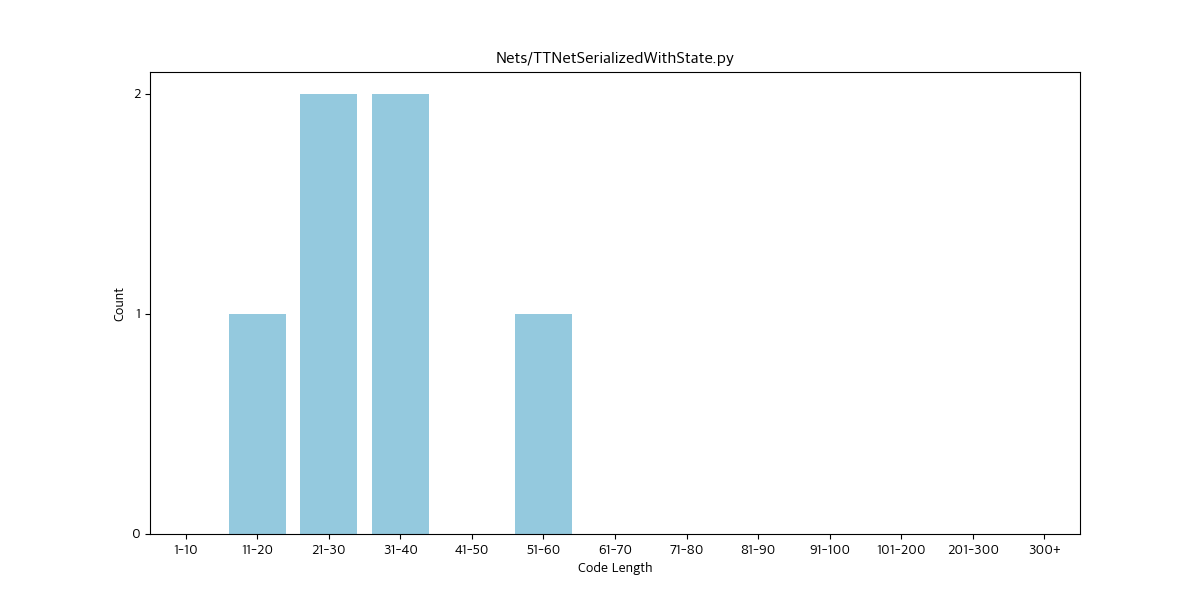 Nets/TTNetSerializedWithState.py
Count
2
1
0
1-10 11-20 21-30 31-40 41-50 51-60 61-70 71-80 81-90 91-100 101-200 201-300 300+
Code Length